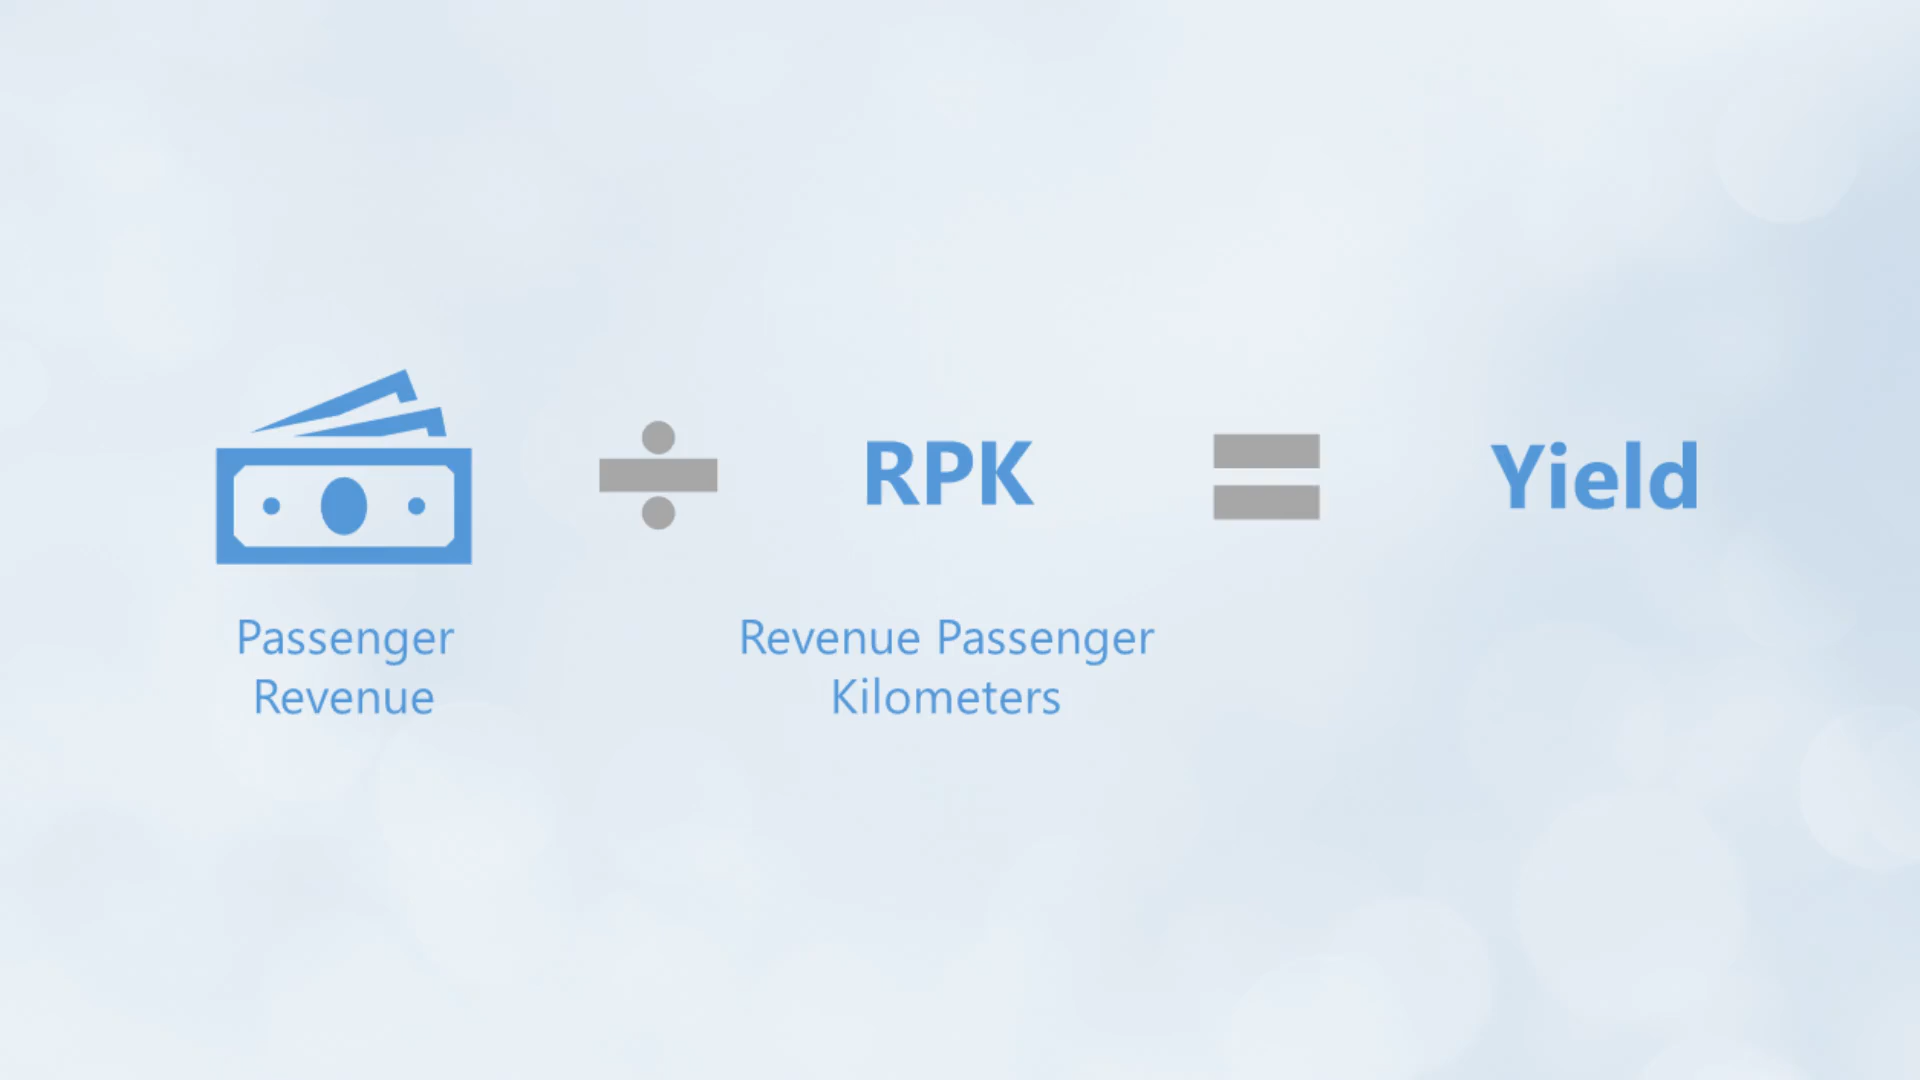 RPK
Yield
Passenger
Revenue
Revenue Passenger
Kilometers